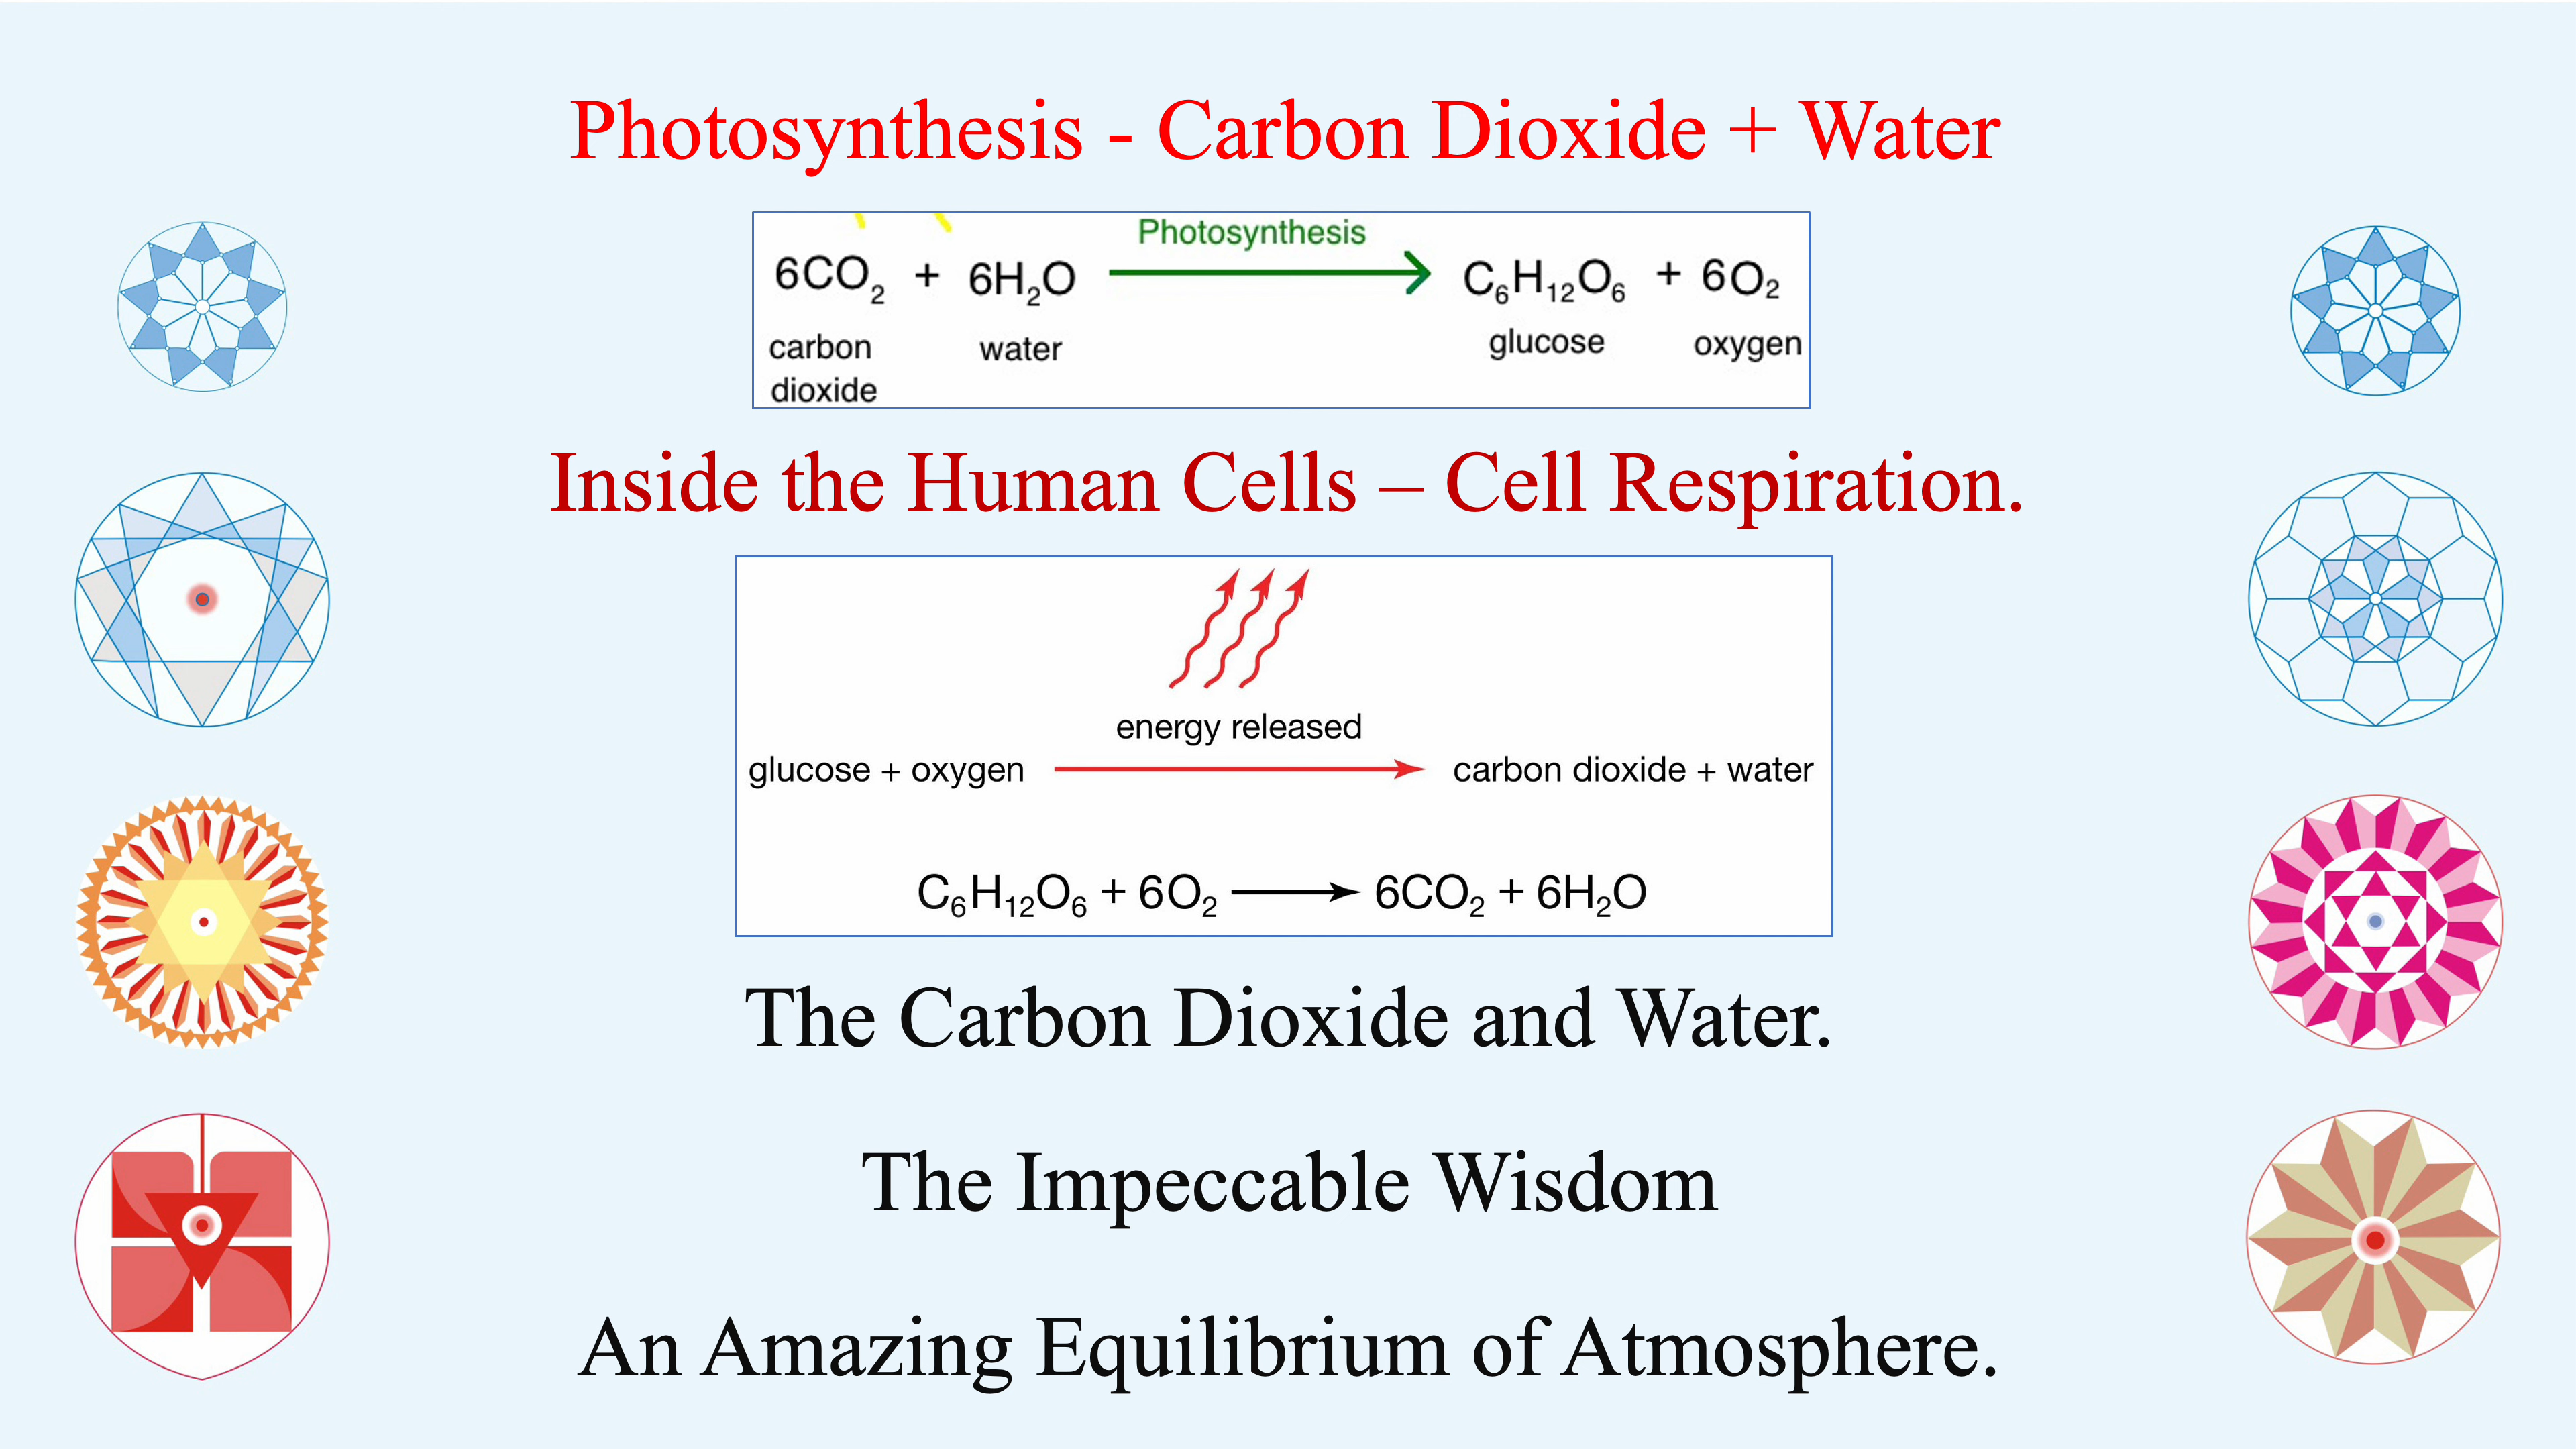 Photosynthesis - Carbon Dioxide + Water
Photosynthesis
6CO₂ + 6H₂O C₆H₁₂O₆ + 6O₂
carbon dioxide water glucose oxygen
Inside the Human Cells – Cell Respiration.
energy released
glucose + oxygen carbon dioxide + water
C₆H₁₂O₆ + 6O₂ ⟶ 6CO₂ + 6H₂O
The Carbon Dioxide and Water.
The Impeccable Wisdom
An Amazing Equilibrium of Atmosphere.